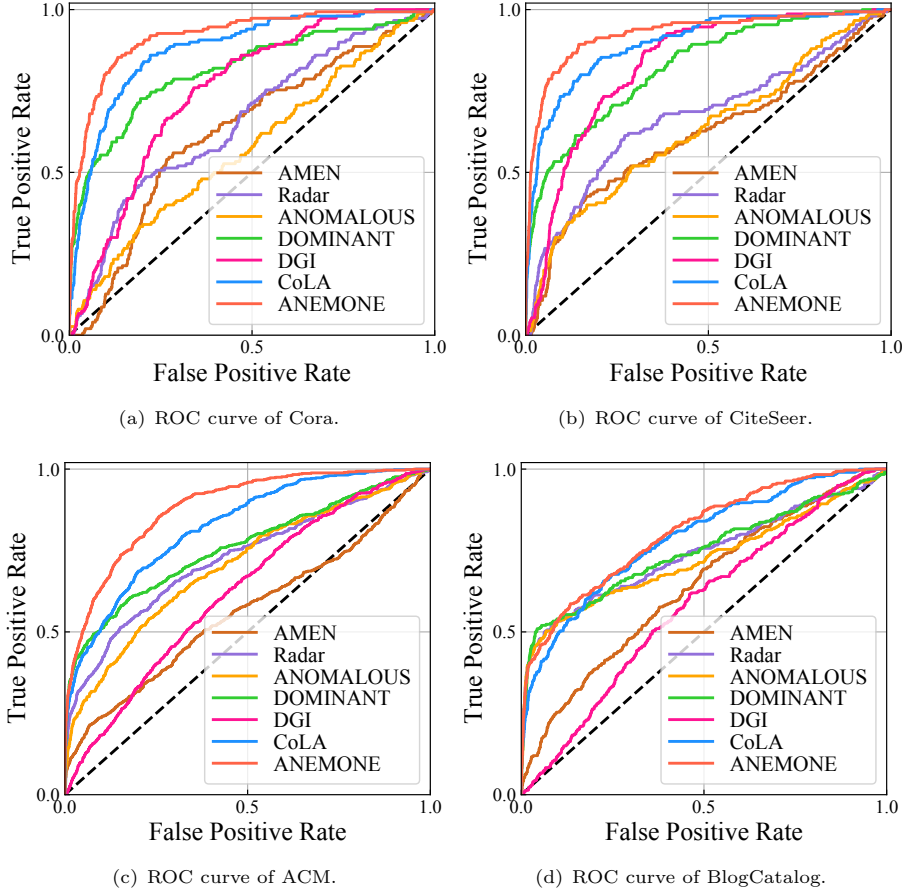 1.0
True Positive Rate
0.5
AMEN
Radar
ANOMALOUS
DOMINANT
DGI
CoLA
ANEMONE
0.0
0.0
0.5
1.0
False Positive Rate
(a) ROC curve of Cora.
1.0
True Positive Rate
0.5
AMEN
Radar
ANOMALOUS
DOMINANT
DGI
CoLA
ANEMONE
0.0
0.0
0.5
1.0
False Positive Rate
(b) ROC curve of CiteSeer.
1.0
True Positive Rate
0.5
AMEN
Radar
ANOMALOUS
DOMINANT
DGI
CoLA
ANEMONE
0.0
0.0
0.5
1.0
False Positive Rate
(c) ROC curve of ACM.
1.0
True Positive Rate
0.5
AMEN
Radar
ANOMALOUS
DOMINANT
DGI
CoLA
ANEMONE
0.0
0.0
0.5
1.0
False Positive Rate
(d) ROC curve of BlogCatalog.